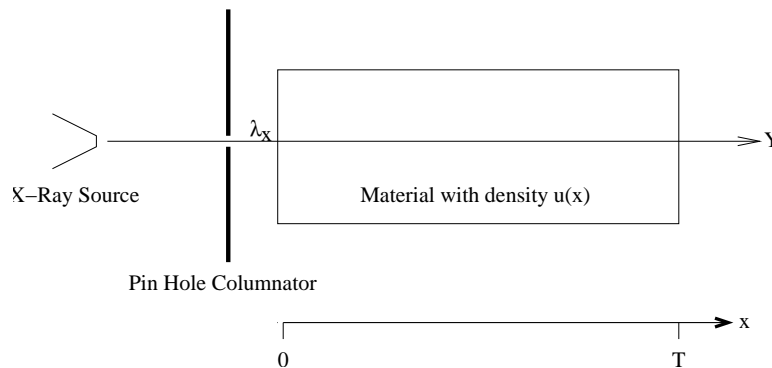 λx
Y
X−Ray Source
Material with density u(x)
Pin Hole Columnator
x
0
T